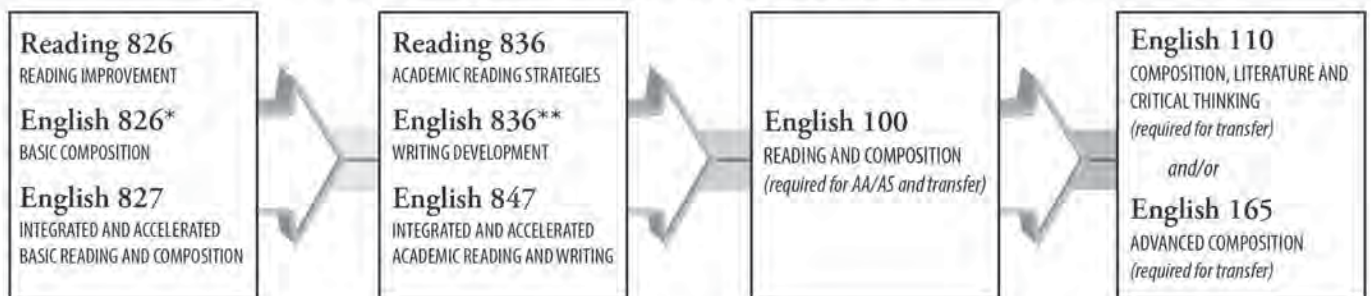 Reading 826
READING IMPROVEMENT
English 826*
BASIC COMPOSITION
English 827
INTEGRATED AND ACCELERATED
BASIC READING AND COMPOSITION
Reading 836
ACADEMIC READING STRATEGIES
English 836**
WRITING DEVELOPMENT
English 847
INTEGRATED AND ACCELERATED
ACADEMIC READING AND WRITING
English 100
READING AND COMPOSITION
(required for AA/AS and transfer)
English 110
COMPOSITION, LITERATURE AND
CRITICAL THINKING
(required for transfer)
and/or
English 165
ADVANCED COMPOSITION
(required for transfer)